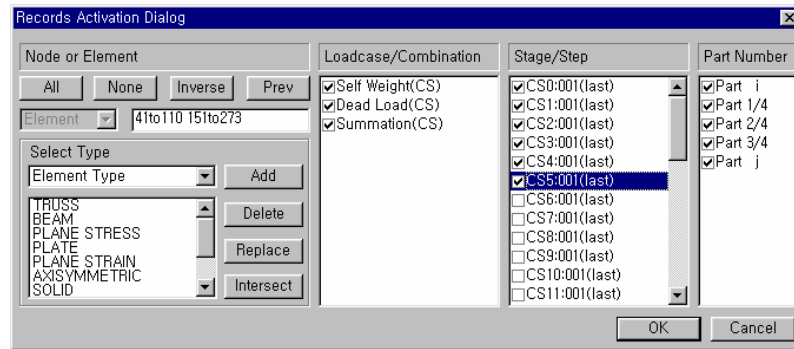 Records Activation Dialog
Node or Element
All None Inverse Prev
Element 41to110 151to273
Select Type
Element Type Add
TRUSS
BEAM
PLANE STRESS
PLATE
PLANE STRAIN
AXISYMMETRIC
SOLID
Delete
Replace
Intersect
Loadcase/Combination
Self Weight(CS)
Dead Load(CS)
Summation(CS)
Stage/Step
CS0:001(last)
CS1:001(last)
CS2:001(last)
CS3:001(last)
CS4:001(last)
CS5:001(last)
CS6:001(last)
CS7:001(last)
CS8:001(last)
CS9:001(last)
CS10:001(last)
CS11:001(last)
Part Number
Part i
Part 1/4
Part 2/4
Part 3/4
Part j
OK Cancel